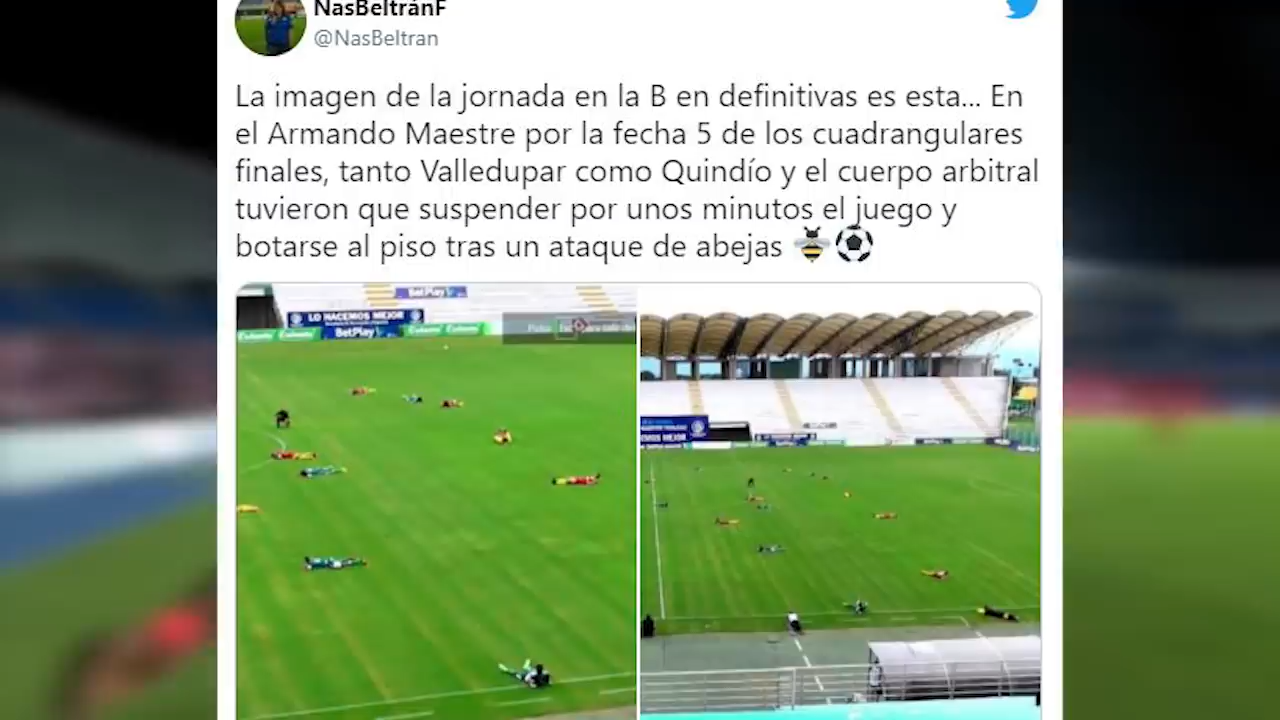 NasBeltránF
@NasBeltran
La imagen de la jornada en la B en definitivas es esta... En
el Armando Maestre por la fecha 5 de los cuadrangulares
finales, tanto Valledupar como Quindío y el cuerpo arbitral
tuvieron que suspender por unos minutos el juego y
botarse al piso tras un ataque de abejas
BetPlay
LO HACEMOS MEJOR
BetPlay